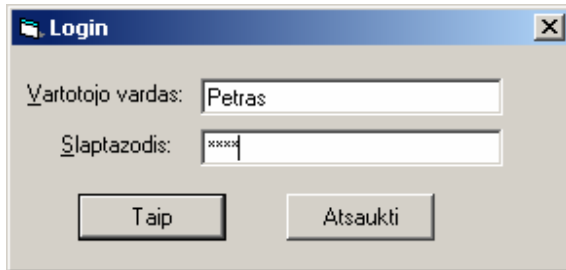 Login
Vartotojo vardas: Petras
Slaptazodis: ****
Taip Atsaukti